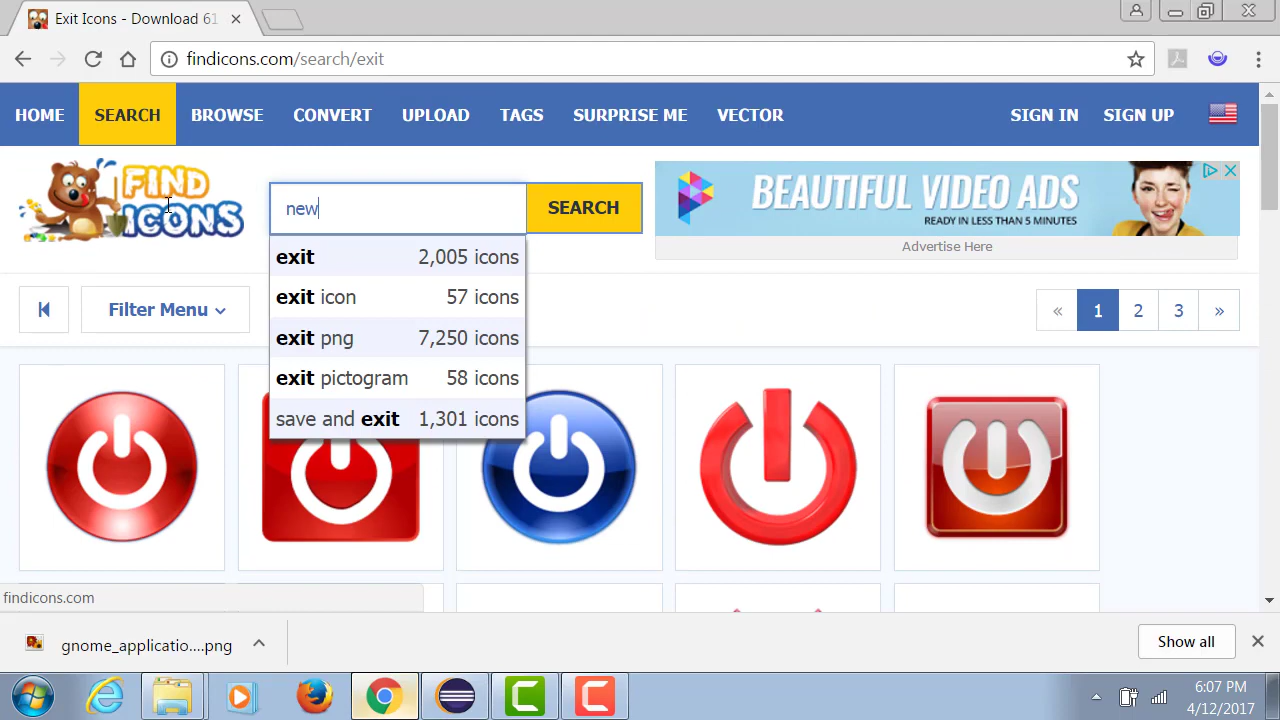 Exit Icons - Download 61
findicons.com/search/exit
HOME SEARCH BROWSE CONVERT UPLOAD TAGS SURPRISE ME VECTOR SIGN IN SIGN UP
FIND
ICONS
new SEARCH
BEAUTIFUL VIDEO ADS
READY IN LESS THAN 5 MINUTES
Advertise Here
exit 2,005 icons
exit icon 57 icons
exit png 7,250 icons
exit pictogram 58 icons
save and exit 1,301 icons
Filter Menu
« 1 2 3 »
findicons.com
gnome_applicatio....png
Show all
6:07 PM
4/12/2017